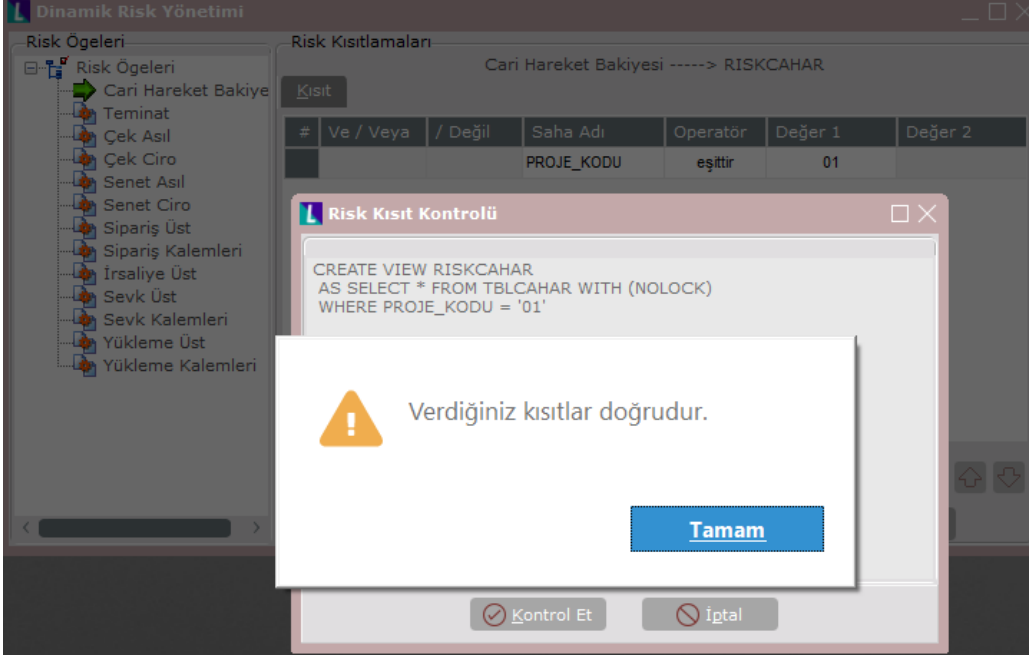 Dinamik Risk Yönetimi
Risk Ögeleri
Risk Ögeleri
Cari Hareket Bakiye
Teminat
Çek Asıl
Çek Ciro
Senet Asıl
Senet Ciro
Sipariş Üst
Sipariş Kalemleri
İrsaliye Üst
Sevk Üst
Sevk Kalemleri
Yükleme Üst
Yükleme Kalemleri
Risk Kısıtlamaları
Cari Hareket Bakiyesi -----> RISKCAHAR
Kısıt
# Ve / Veya / Değil Saha Adı Operatör Değer 1 Değer 2
PROJE_KODU eşittir 01
Risk Kısıt Kontrolü
CREATE VIEW RISKCAHAR
AS SELECT * FROM TBLCAHAR WITH (NOLOCK)
WHERE PROJE_KODU = '01'
Verdiğiniz kısıtlar doğrudur.
Tamam
Kontrol Et İptal